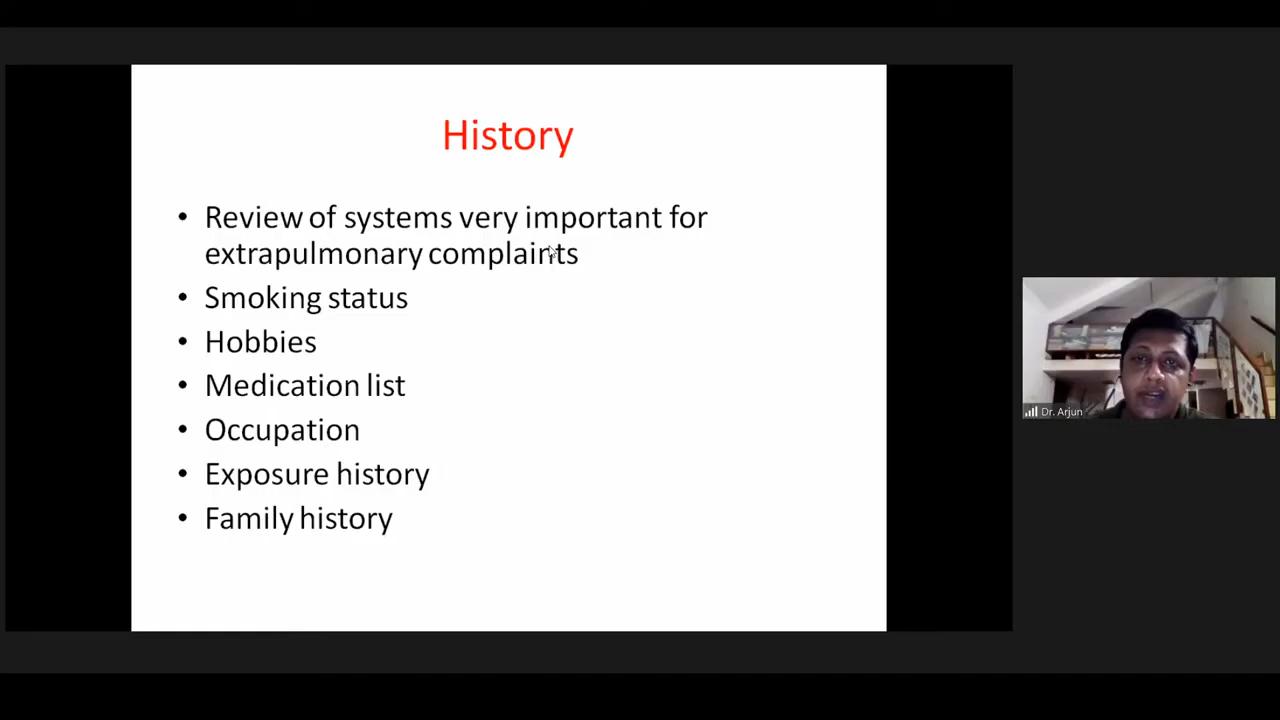 History
• Review of systems very important for
extrapulmonary complaints
• Smoking status
• Hobbies
• Medication list
• Occupation
• Exposure history
• Family history
Dr. Arjun